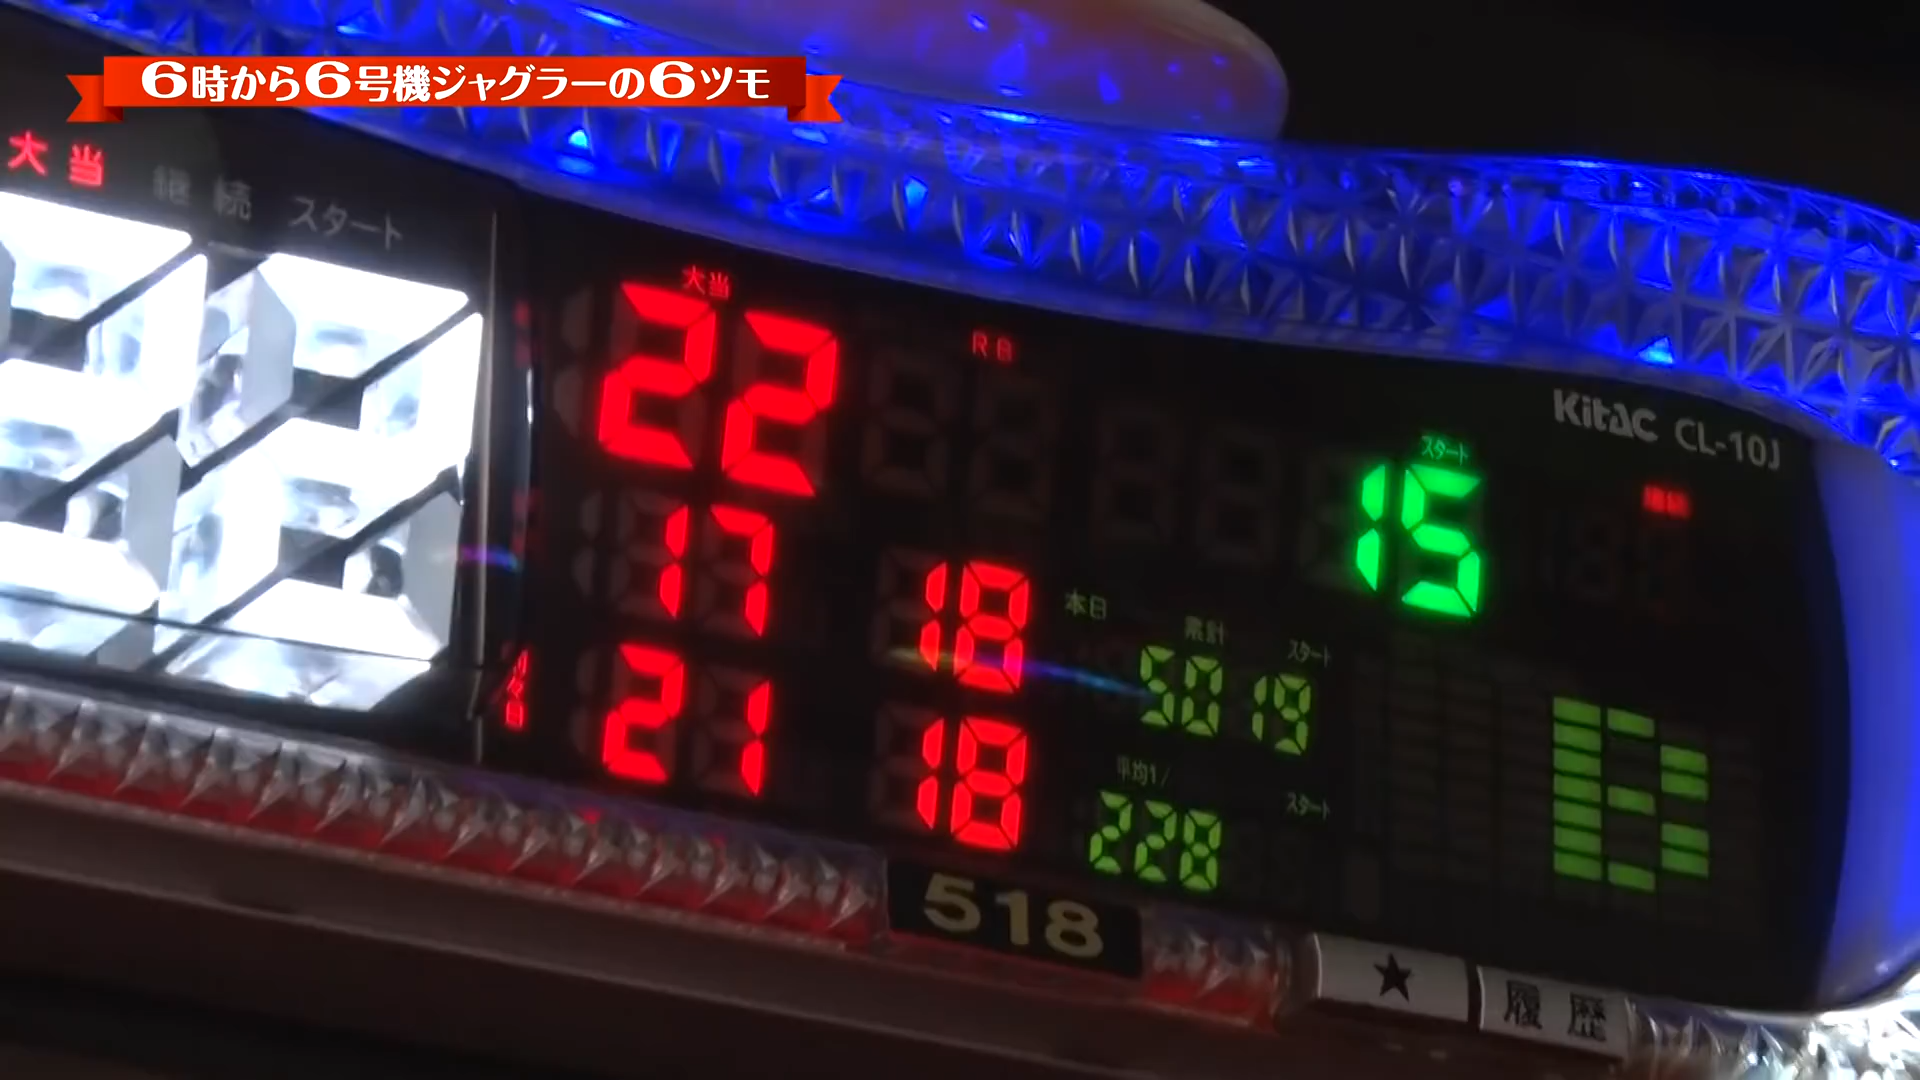 6時から6号機ジャグラーの6ツモ
大当 継続 スタート
大当
22
RB
スタート
15
Kitac CL-10J
継続
17 18
本日 累計 スタート
5019
21 18
平均1/ スタート
228
B
518
★ 履歴